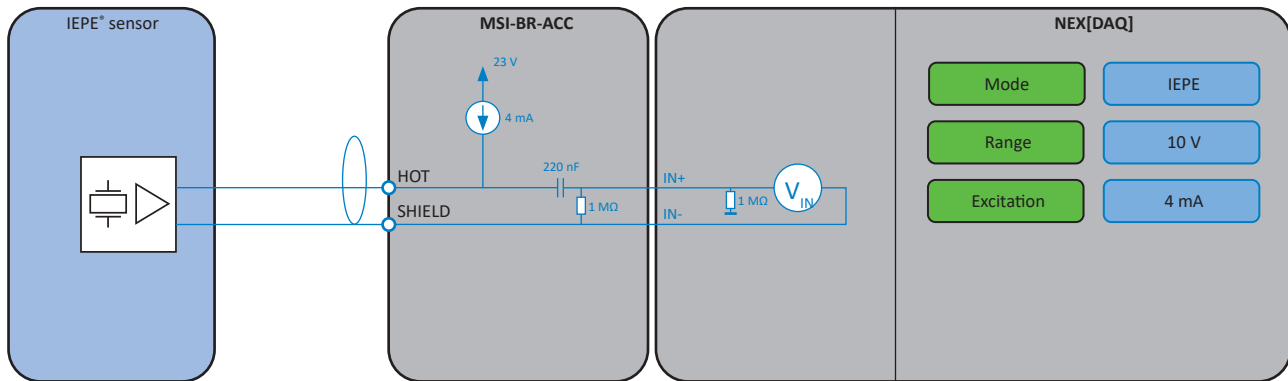 IEPE® sensor
MSI-BR-ACC
NEX[DAQ]
23 V
4 mA
HOT
220 nF
SHIELD
1 MΩ
IN+
IN-
1 MΩ
V IN
Mode
IEPE
Range
10 V
Excitation
4 mA